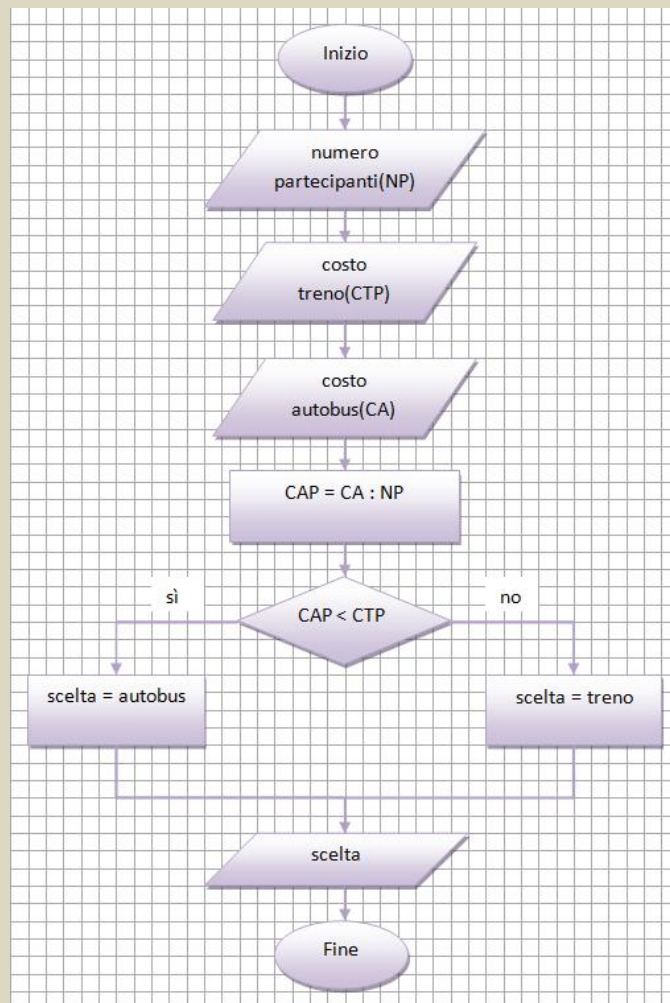 Inizio
numero
partecipanti(NP)
costo
treno(CTP)
costo
autobus(CA)
CAP = CA : NP
CAP < CTP
sì
no
scelta = autobus
scelta = treno
scelta
Fine